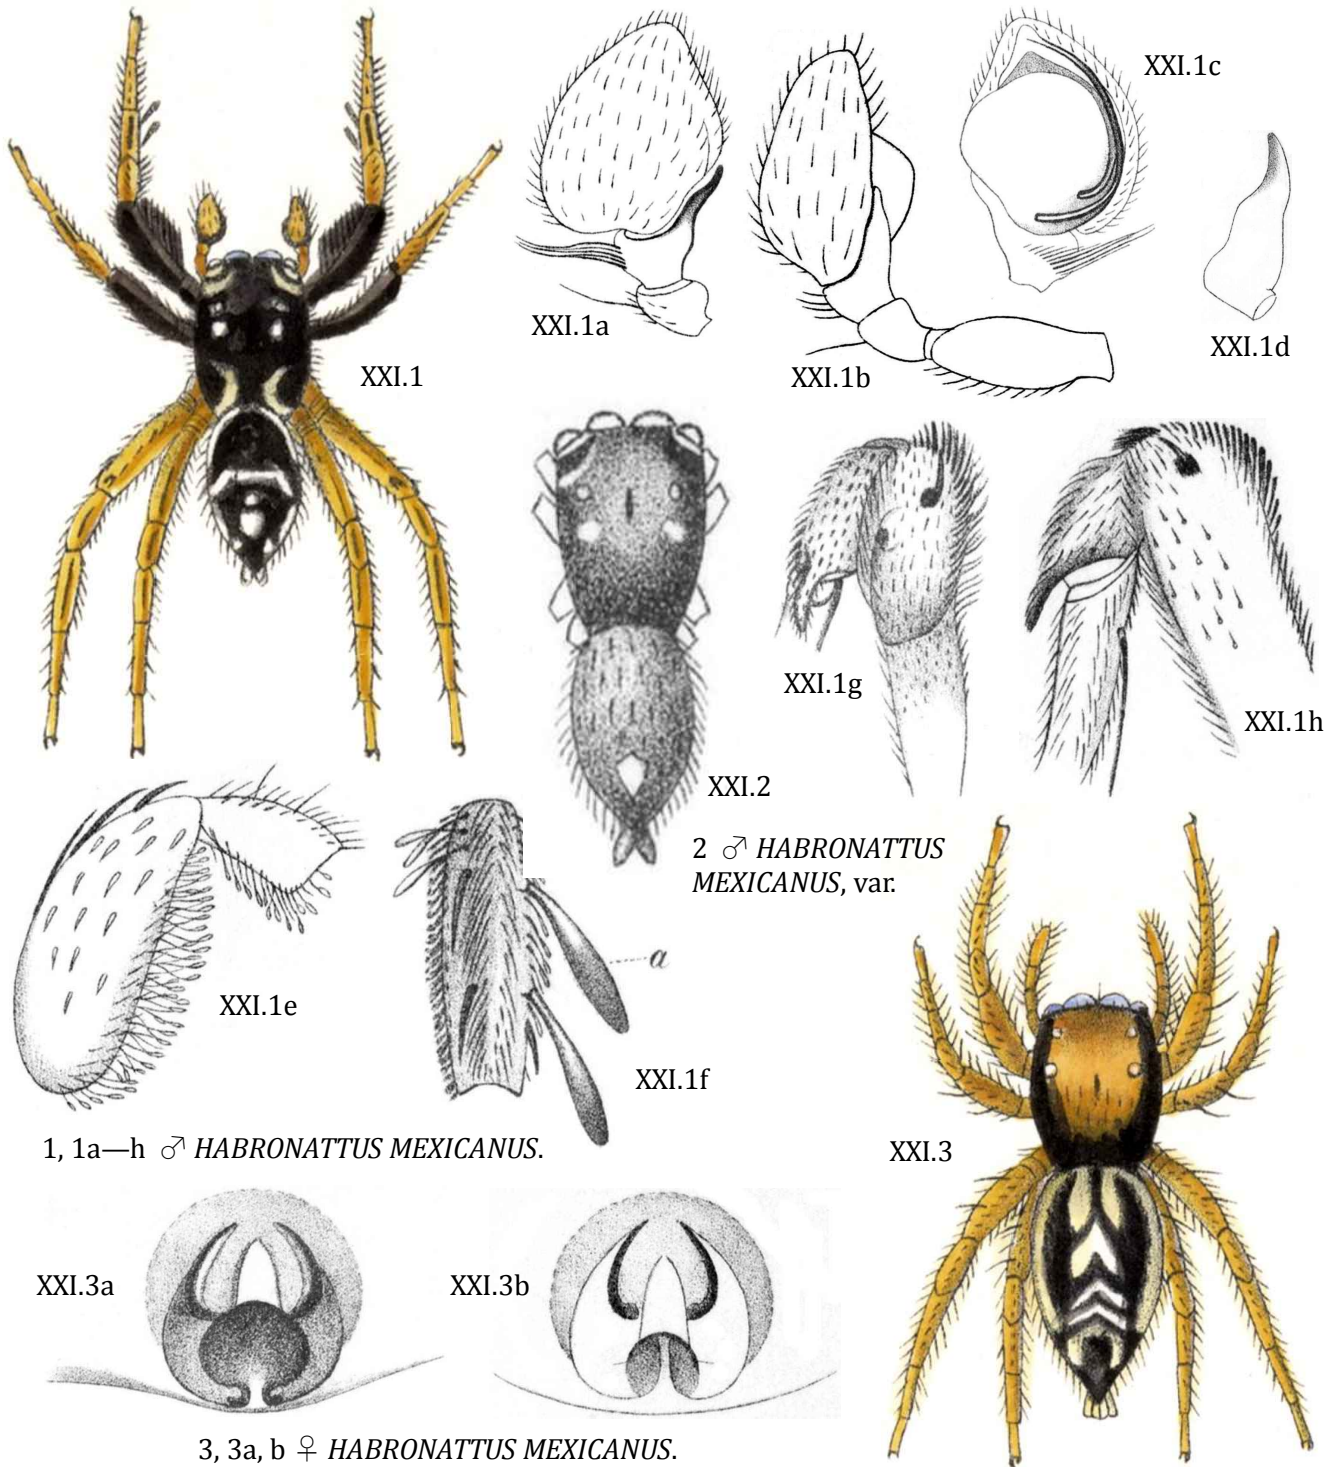 XXI.1c
XXI.1a
XXI.1b
XXI.1d
XXI.1
XXI.1g
XXI.1h
XXI.2
2 ♂ HABRONATTUS
MEXICANUS, var.
XXI.1e
a
XXI.1f
1, 1a—h ♂ HABRONATTUS MEXICANUS.
XXI.3
XXI.3a
XXI.3b
3, 3a, b ♀ HABRONATTUS MEXICANUS.